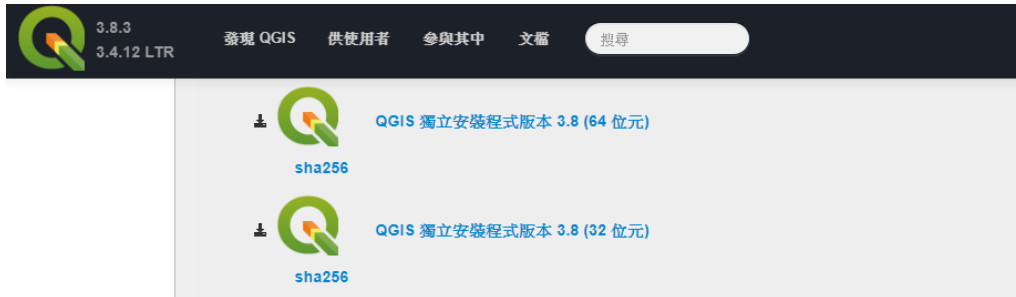 3.8.3
3.4.12 LTR
發現 QGIS 供使用者 參與其中 文檔 搜尋
QGIS 獨立安裝程式版本 3.8 (64 位元)
sha256
QGIS 獨立安裝程式版本 3.8 (32 位元)
sha256